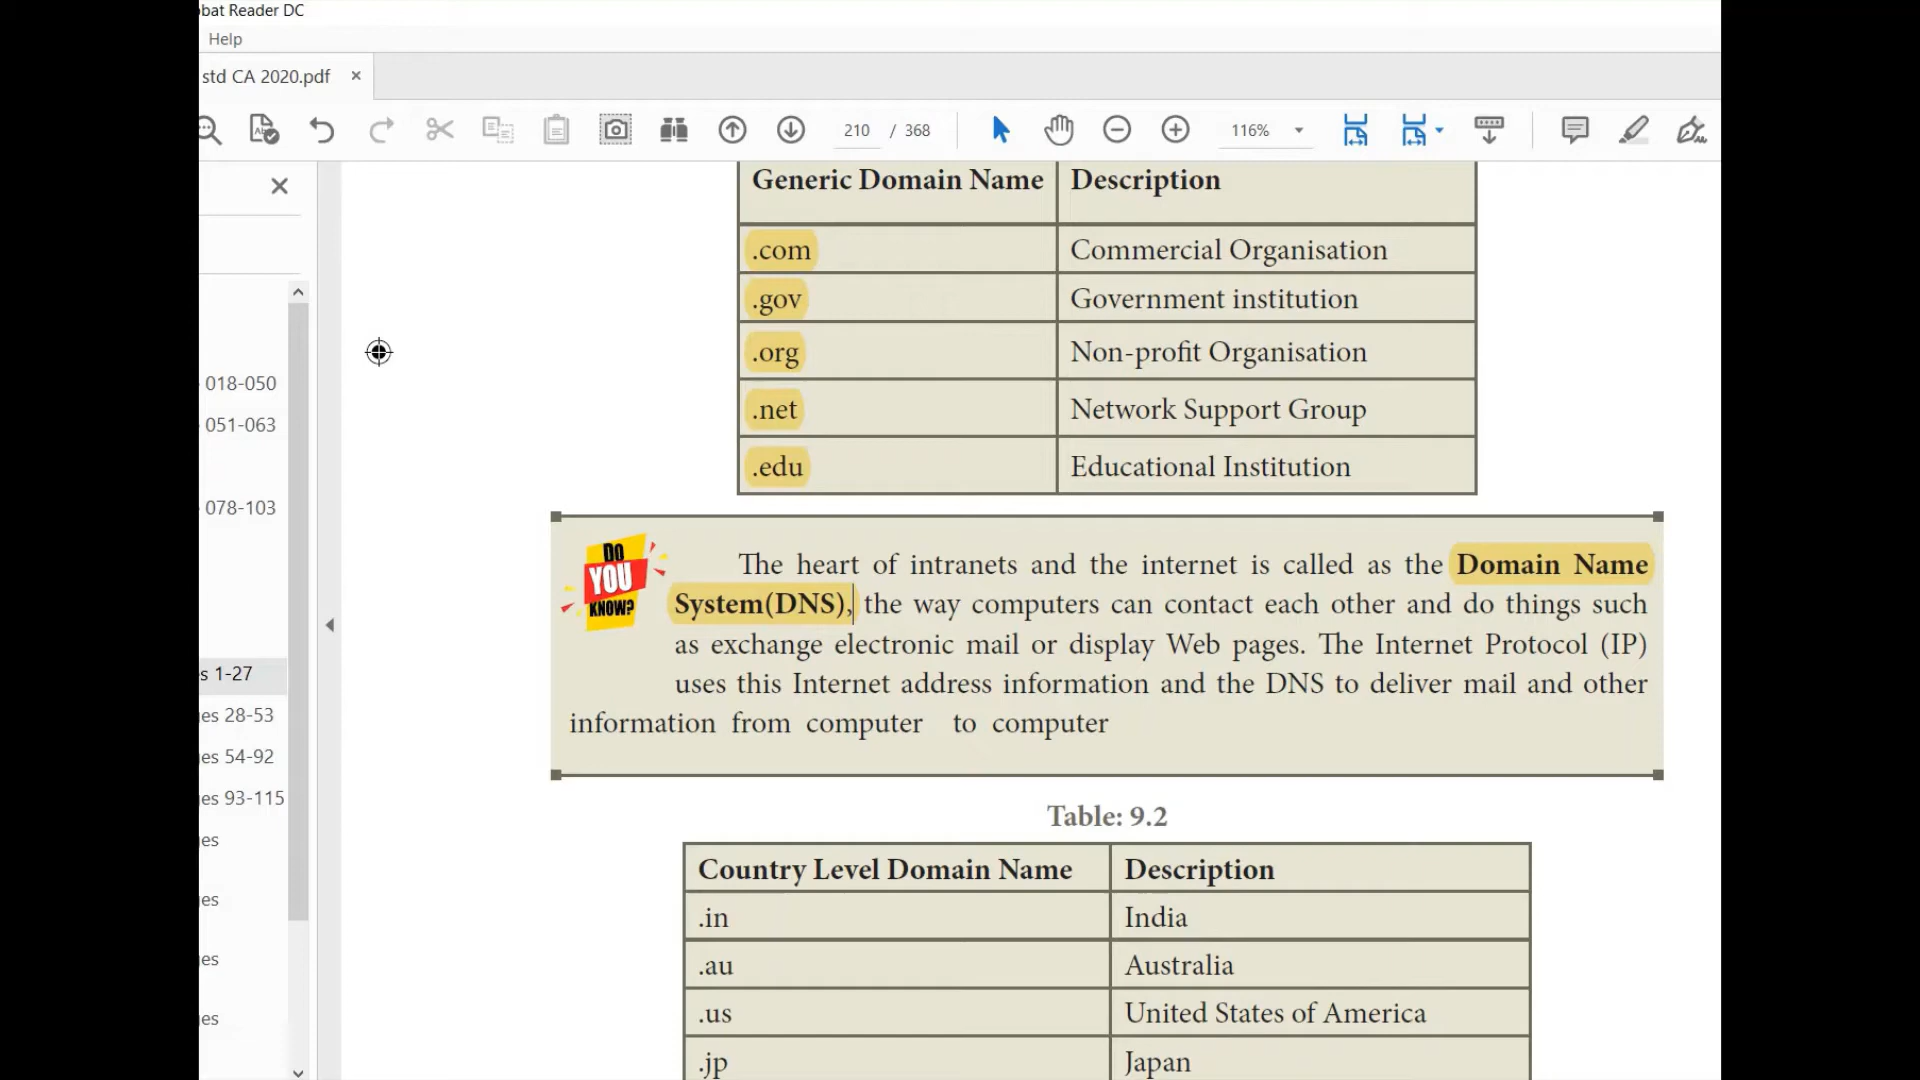 obat Reader DC
Help
std CA 2020.pdf
210 / 368
116%
018-050
051-063
078-103
s 1-27
es 28-53
es 54-92
es 93-115
es
es
es
es
Generic Domain Name Description
.com Commercial Organisation
.gov Government institution
.org Non-profit Organisation
.net Network Support Group
.edu Educational Institution
DO
YOU
KNOW?
The heart of intranets and the internet is called as the Domain Name
System(DNS), the way computers can contact each other and do things such
as exchange electronic mail or display Web pages. The Internet Protocol (IP)
uses this Internet address information and the DNS to deliver mail and other
information from computer to computer
Table: 9.2
Country Level Domain Name Description
.in India
.au Australia
.us United States of America
.jp Japan